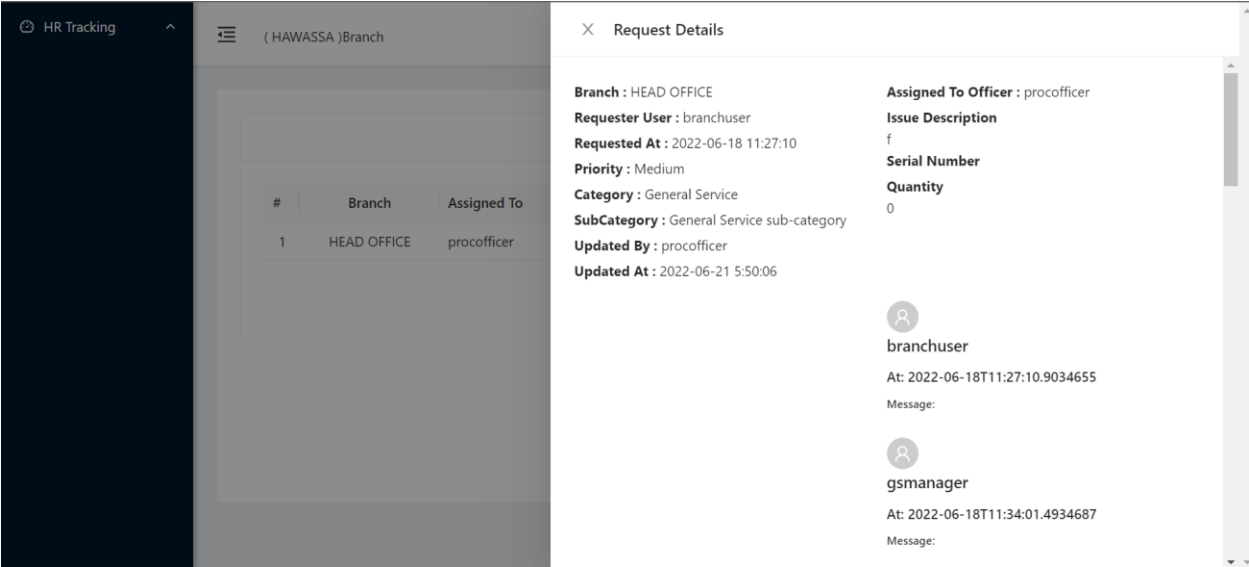 HR Tracking
( HAWASSA )Branch
# Branch Assigned To
1 HEAD OFFICE procofficer
Request Details
Branch : HEAD OFFICE
Requester User : branchuser
Requested At : 2022-06-18 11:27:10
Priority : Medium
Category : General Service
SubCategory : General Service sub-category
Updated By : procofficer
Updated At : 2022-06-21 5:50:06
Assigned To Officer : procofficer
Issue Description
f
Serial Number
Quantity
0
branchuser
At: 2022-06-18T11:27:10.9034655
Message:
gsmanager
At: 2022-06-18T11:34:01.4934687
Message: